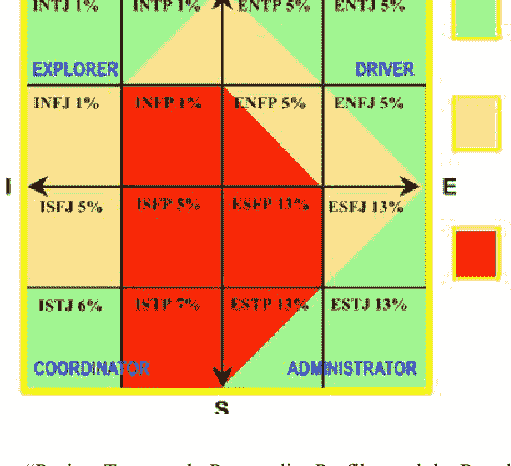 INTJ 1% INTP 1% ENTP 5% ENTJ 5%
EXPLORER DRIVER
INFJ 1% INFP 1% ENFP 5% ENFJ 5%
I E
ISFJ 5% ISFP 5% ESFP 13% ESFJ 13%
ISTJ 6% ISTP 7% ESTP 13% ESTJ 13%
COORDINATOR ADMINISTRATOR
S